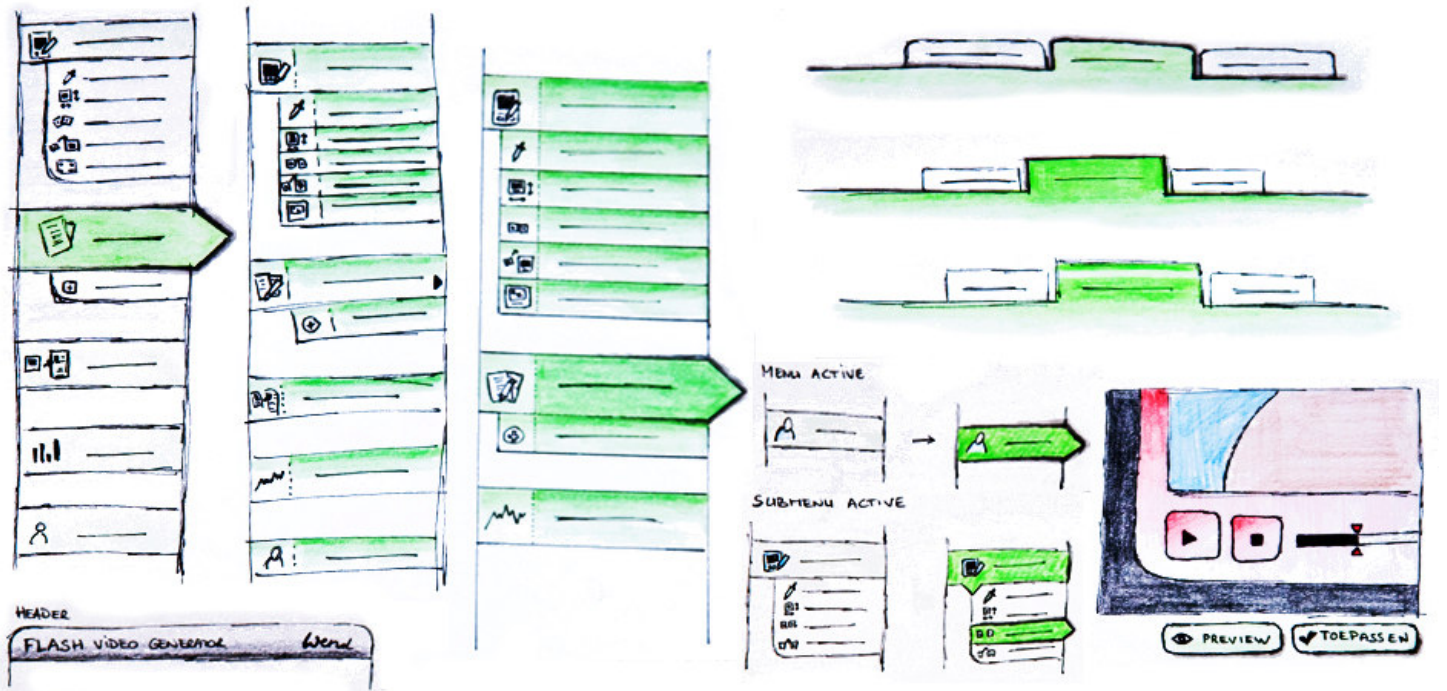 MENU ACTIVE
SUBMENU ACTIVE
HEADER
FLASH VIDEO GENERATOR
PREVIEW
TOEPASSEN